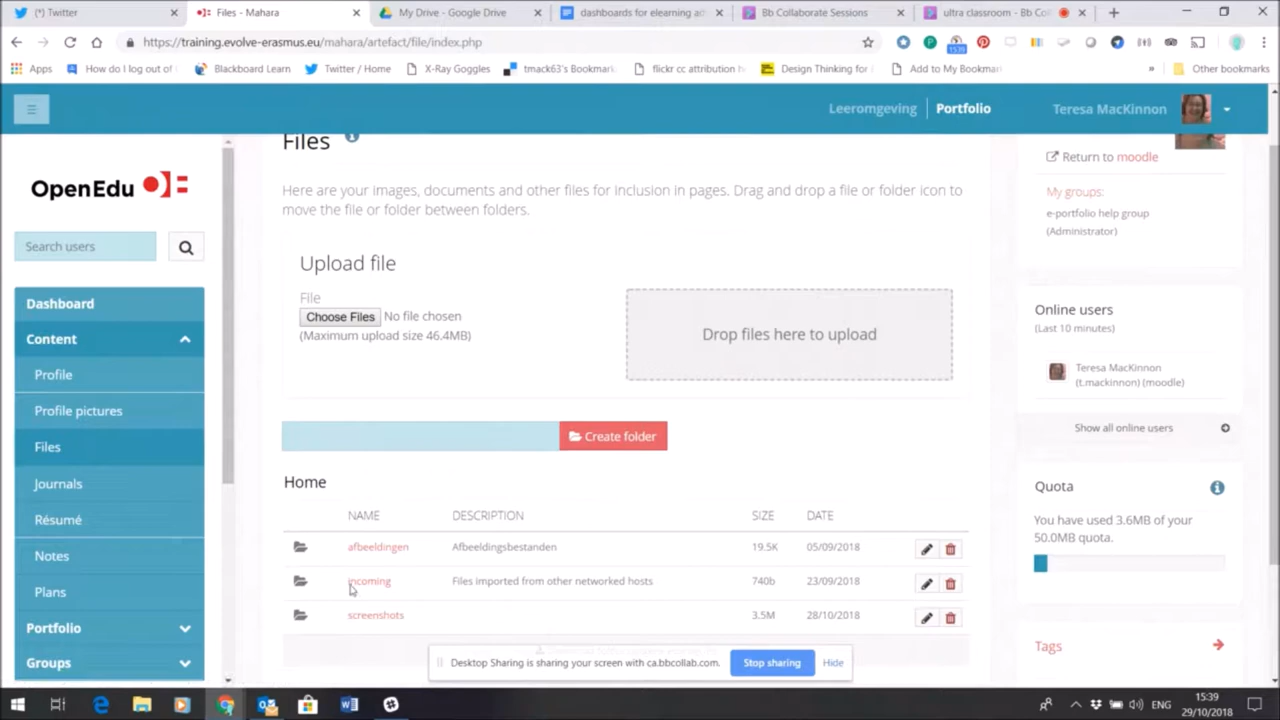 (*) Twitter
Files - Mahara
My Drive - Google Drive
dashboards for elearning ad
Bb Collaborate Sessions
ultra classroom - Bb Col
https://training.evolve-erasmus.eu/mahara/artefact/file/index.php
Apps
How do I log out of
Blackboard Learn
Twitter / Home
X-Ray Goggles
tmack63's Bookmark
flickr cc attribution h
Design Thinking for
Add to My Bookmar
»
Other bookmarks
Leeromgeving
Portfolio
Teresa MacKinnon
OpenEdu
Search users
Dashboard
Content
Profile
Profile pictures
Files
Journals
Résumé
Notes
Plans
Portfolio
Groups
Files
Here are your images, documents and other files for inclusion in pages. Drag and drop a file or folder icon to
move the file or folder between folders.
Upload file
File
Choose Files No file chosen
(Maximum upload size 46.4MB)
Drop files here to upload
Create folder
Home
NAME DESCRIPTION SIZE DATE
afbeeldingen Afbeeldingsbestanden 19.5K 05/09/2018
incoming Files imported from other networked hosts 740b 23/09/2018
screenshots 3.5M 28/10/2018
Return to moodle
My groups:
e-portfolio help group
(Administrator)
Online users
(Last 10 minutes)
Teresa MacKinnon
(t.mackinnon) (moodle)
Show all online users
Quota
You have used 3.6MB of your
50.0MB quota.
Tags
Desktop Sharing is sharing your screen with ca.bbcollab.com.
Stop sharing
Hide
ENG
15:39
29/10/2018